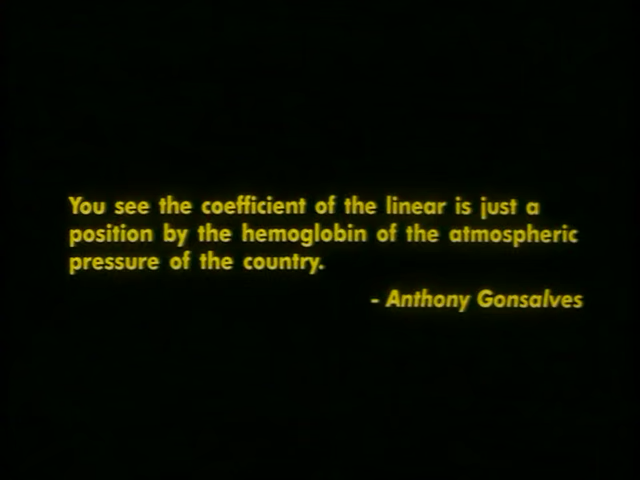 You see the coefficient of the linear is just a
position by the hemoglobin of the atmospheric
pressure of the country.
- Anthony Gonsalves